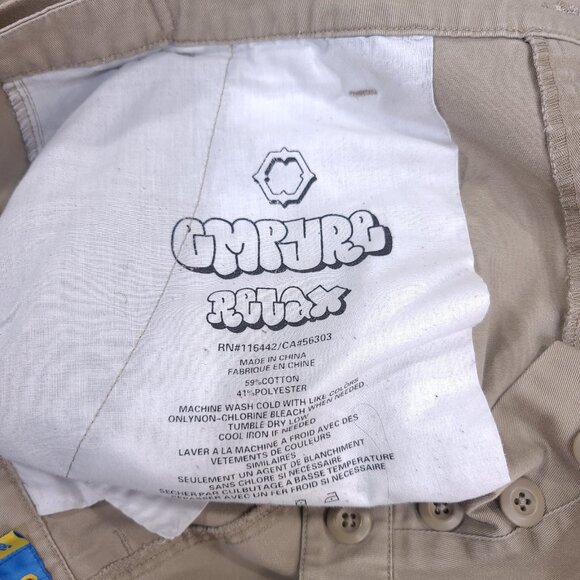 EMPYRE
RELAX
RN#116442/CA#56303
MADE IN CHINA
FABRIQUE EN CHINE
59%COTTON
41%POLYESTER
MACHINE WASH COLD WITH LIKE COLORS
ONLYNON-CHLORINE BLEACH WHEN NEEDED
TUMBLE DRY LOW
COOL IRON IF NEEDED
LAVER A LA MACHINE A FROID AVEC DES
VETEMENTS DE COULEURS
SIMILAIRES
SEULEMENT UN AGENT DE BLANCHIMENT
SANS CHLORE SI NECESSAIRE
SECHER PAR CULBUTAGE A BASSE TEMPERATURE
REPASSER AVEC UN FER FROID SI NECESSAIRE